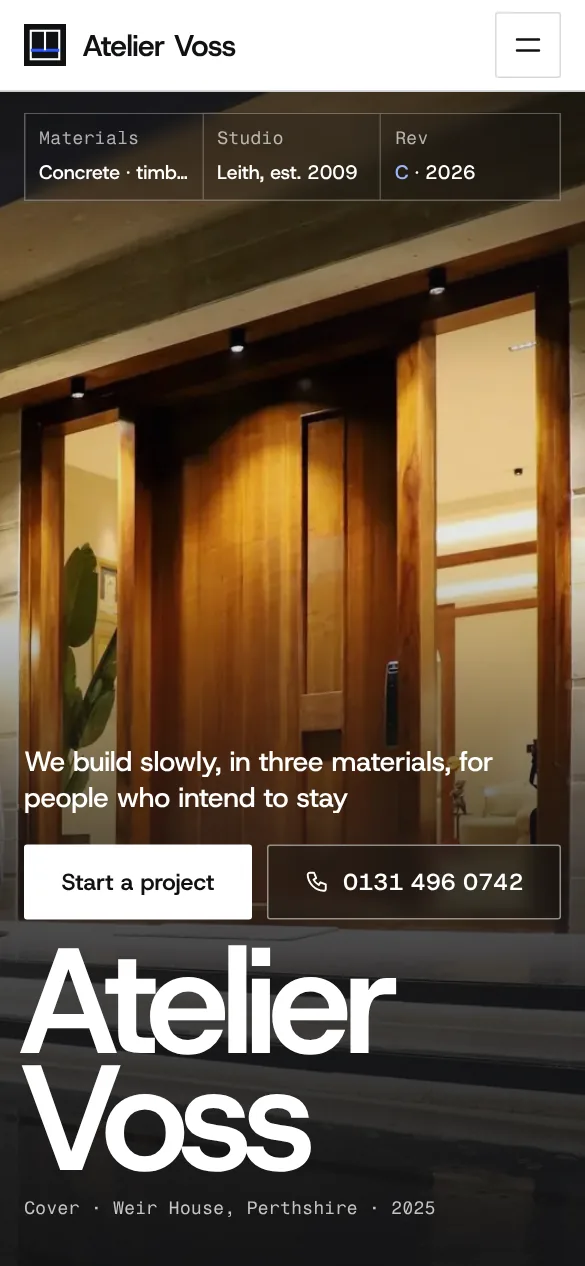 Atelier Voss
Materials
Concrete · timb...
Studio
Leith, est. 2009
Rev
C · 2026
We build slowly, in three materials, for
people who intend to stay
Start a project
0131 496 0742
Atelier
Voss
Cover · Weir House, Perthshire · 2025